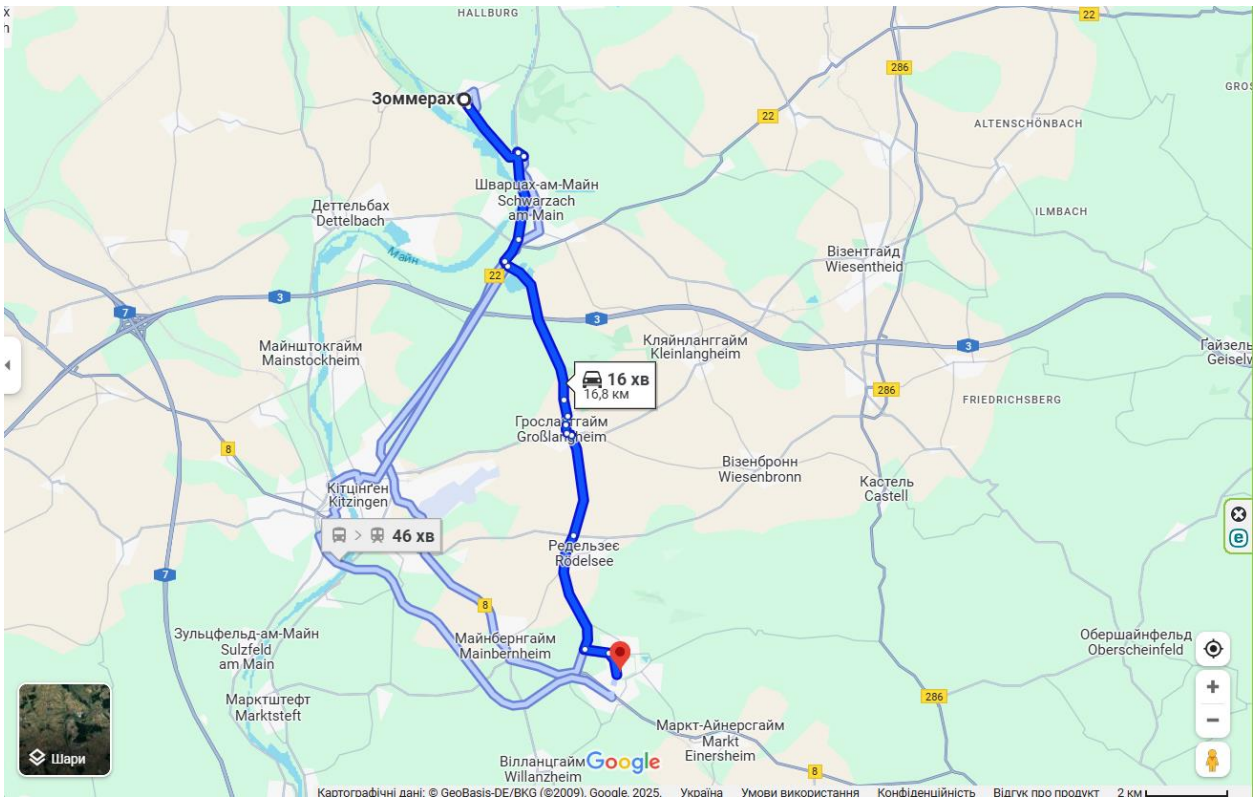 х
h
HALLBURG
22
286
GROS
Зоммерах
22
ALTENSCHÖNBACH
Шварцах-ам-Майн
Schwarzach
am-Main
Деттельбах
Dettelbach
ILMBACH
Майн
Візентгайд
Wiesentheid
22
3
7
3
Майнштокгайм
Mainstockheim
Кляйнланггайм
Kleinlangheim
3
Гайзель
Geiselw
16 хв
16,8 км
286
FRIEDRICHSBERG
Гросланггайм
Großlangheim
8
Візенбронн
Wiesenbronn
Кастель
Castell
Кітцінген
Kitzingen
46 хв
Редельзеє
Rödelsee
7
8
Зульцфельд-ам-Майн
Sulzfeld
am Main
Майнбернгайм
Mainbernheim
Обершайнфельд
Oberscheinfeld
Марктштефт
Marktsteft
286
Маркт-Айнерсгайм
Markt
Einersheim
Шари
Вілланцгайм
Willanzheim
Google
8
Картографічні дані: © GeoBasis-DE/BKG (©2009), Google, 2025.
Україна
Умови використання
Конфіденційність
Відгук про продукт
2 км